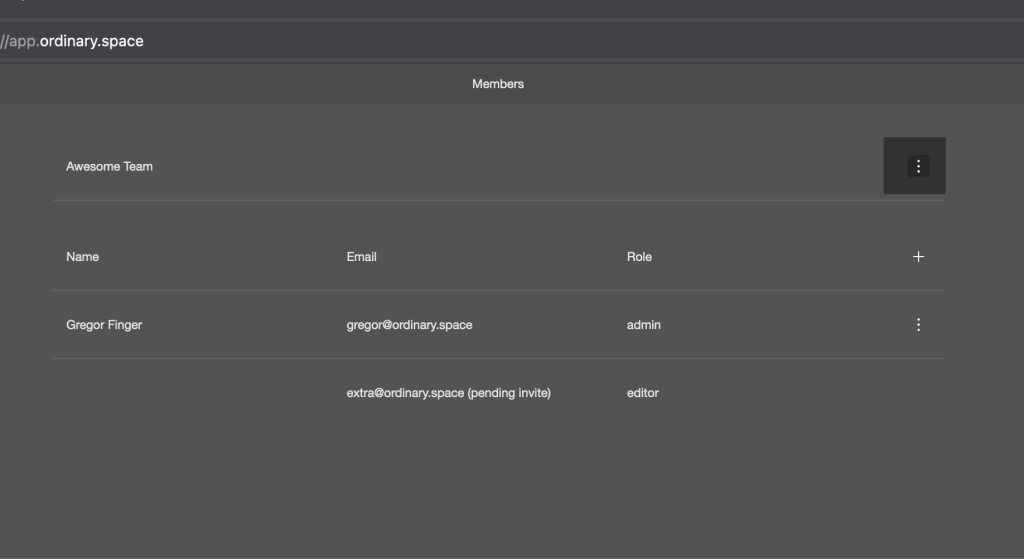 //app.ordinary.space
Members
Awesome Team
Name Email Role
Gregor Finger gregor@ordinary.space admin
extra@ordinary.space (pending invite) editor